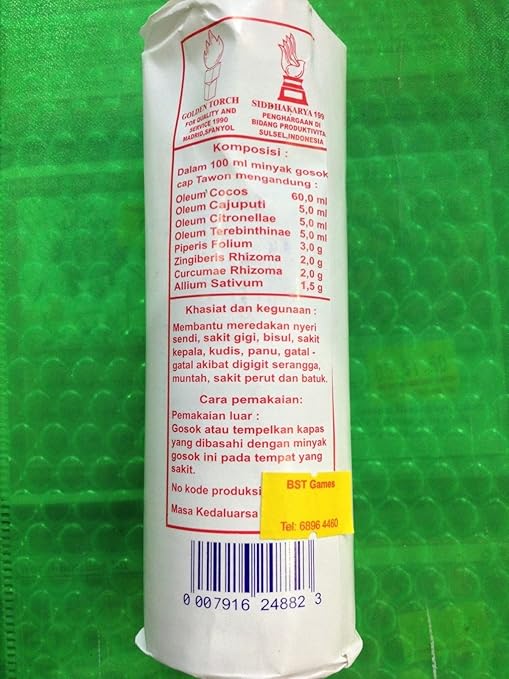 GOLDEN TORCH
FOR QUALITY AND
SERVICE 1990
MADRID,SPANYOL
SIDDHAKARYA 199
PENGHARGAAN DI
BIDANG PRODUKTIVITA
SULSEL,INDONESIA
Komposisi :
Dalam 100 ml minyak gosok
cap Tawon mengandung :
Oleum Cocos 60,0 ml
Oleum Cajuputi 5,0 ml
Oleum Citronellae 5,0 ml
Oleum Terebinthinae 5,0 ml
Piperis Folium 3,0 g
Zingiberis Rhizoma 2,0 g
Curcumae Rhizoma 2,0 g
Allium Sativum 1,5 g
Khasiat dan kegunaan :
Membantu meredakan nyeri
sendi, sakit gigi, bisul, sakit
kepala, kudis, panu, gatal -
gatal akibat digigit serangga,
muntah, sakit perut dan batuk.
Cara pemakaian:
Pemakaian luar :
Gosok atau tempelkan kapas
yang dibasahi dengan minyak
gosok ini pada tempat yang
sakit.
No kode produksi
Masa Kedaluarsa
BST Games
Tel: 6896 4460
0 007916 24882 3